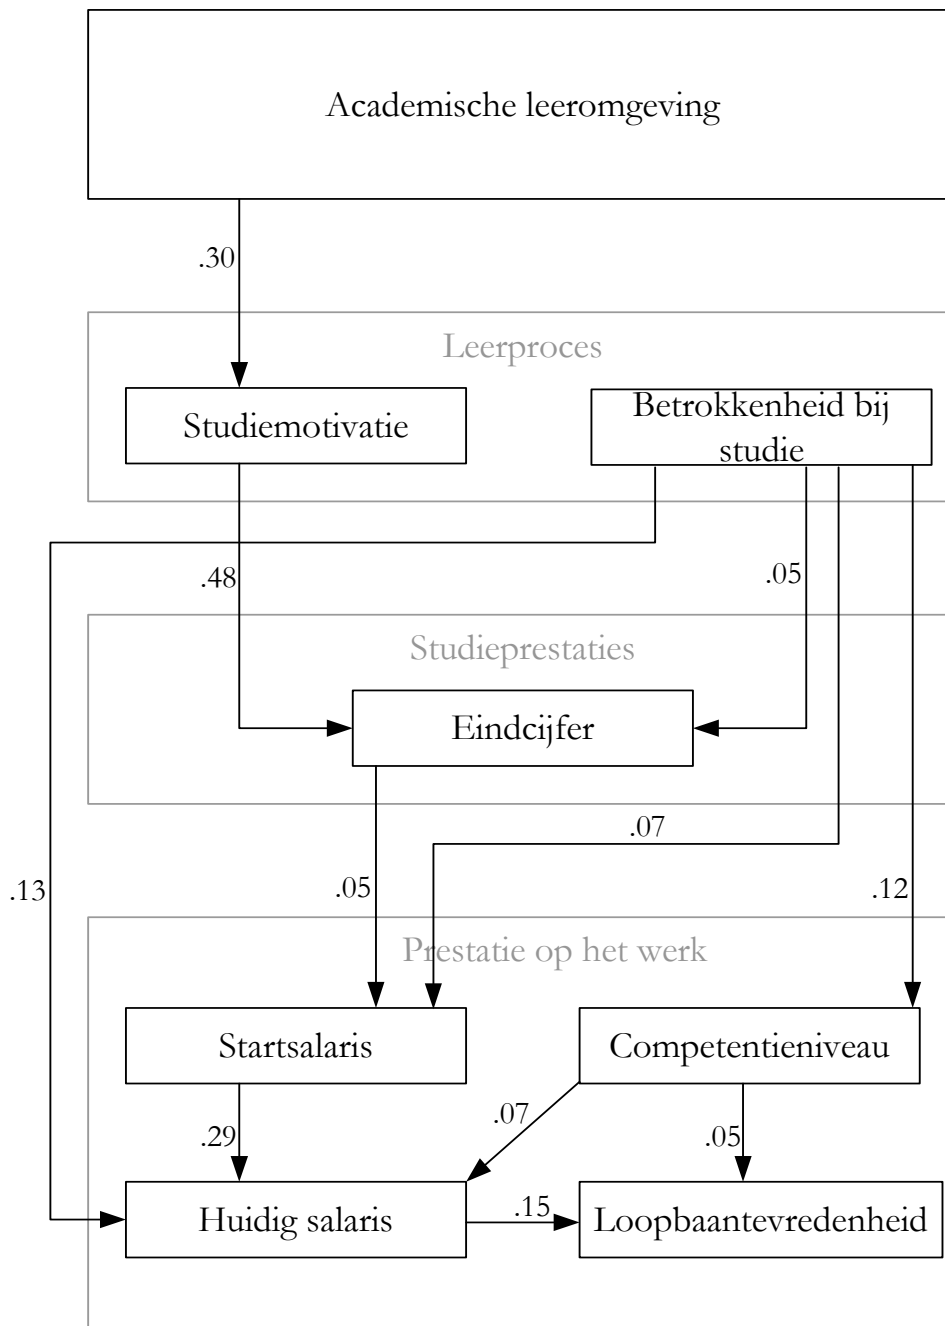 Academische leeromgeving
.30
Leerproces
Studiemotivatie
Betrokkenheid bij
studie
.48
.05
Studieprestaties
Eindcijfer
.07
.13
.05
.12
Prestatie op het werk
Startsalaris
Competentieniveau
.29
.07
.05
Huidig salaris
.15
Loopbaantevredenheid